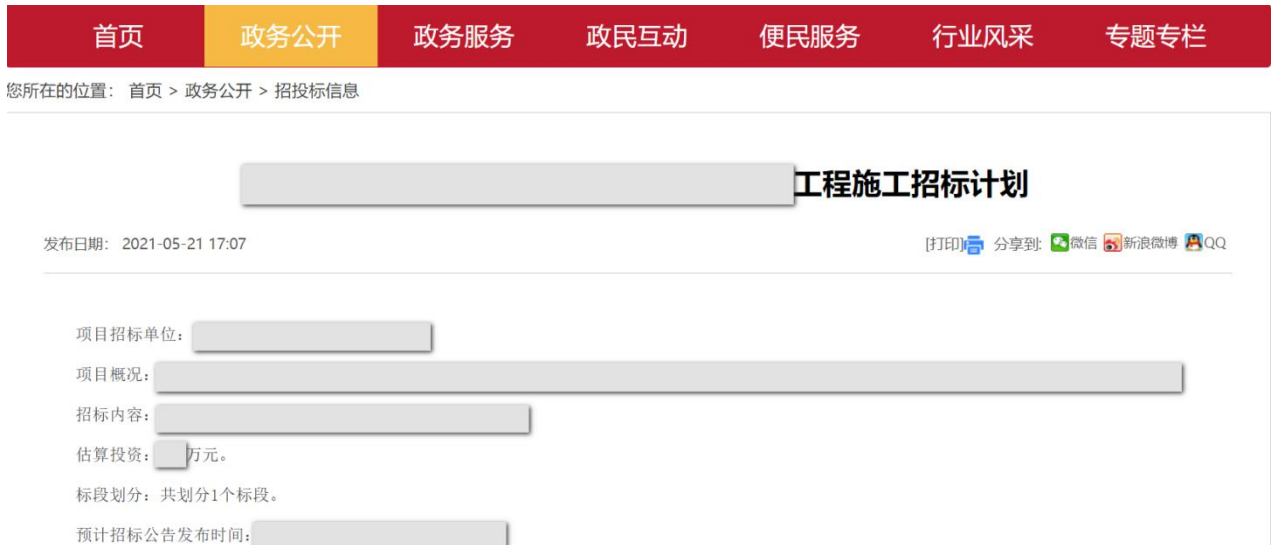 首页 政务公开 政务服务 政民互动 便民服务 行业风采 专题专栏
您所在的位置： 首页 > 政务公开 > 招投标信息
工程施工招标计划
发布日期： 2021-05-21 17:07 [打印] 分享到: 微信 新浪微博 QQ
项目招标单位：
项目概况：
招标内容：
估算投资： 万元。
标段划分：共划分1个标段。
预计招标公告发布时间：